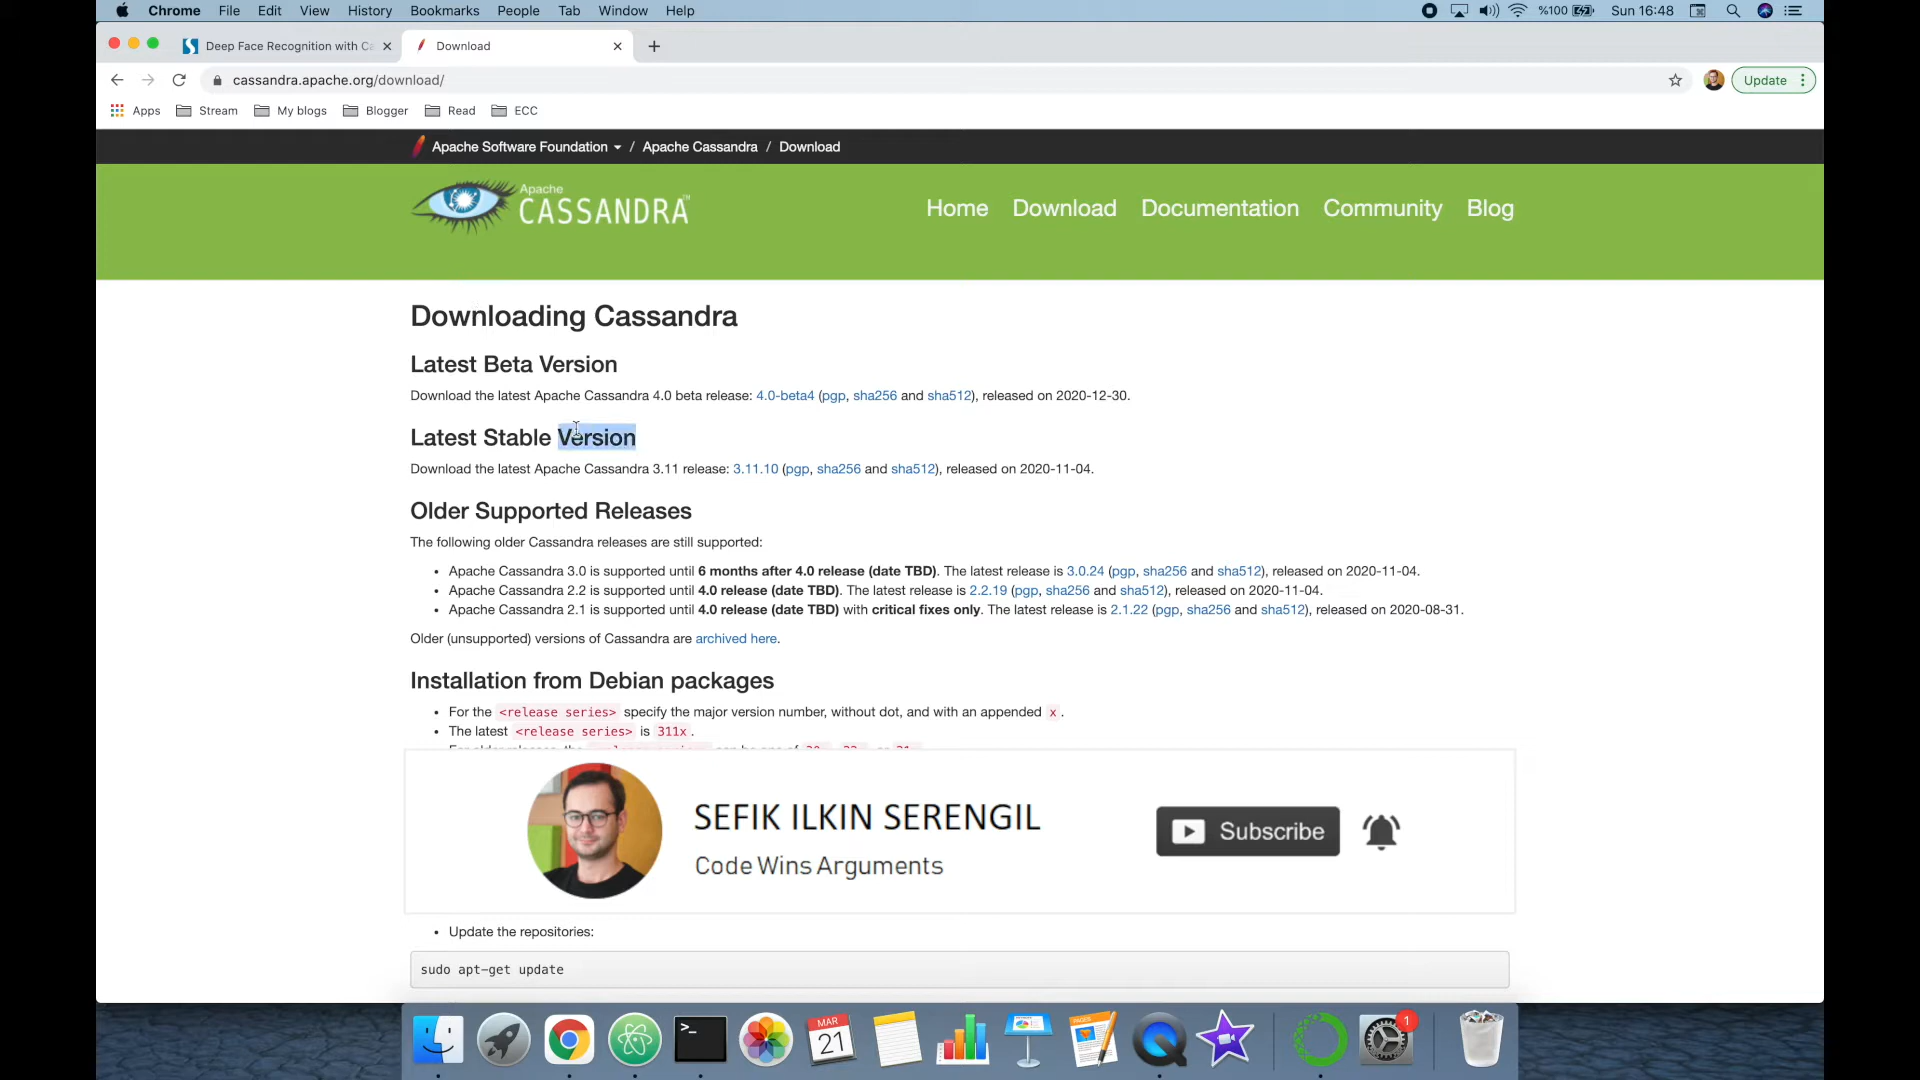 Chrome File Edit View History Bookmarks People Tab Window Help %100 Sun 16:48
Deep Face Recognition with Ca Download
cassandra.apache.org/download/ Update
Apps Stream My blogs Blogger Read ECC
Apache Software Foundation / Apache Cassandra / Download
Apache
CASSANDRA™
Home Download Documentation Community Blog
Downloading Cassandra
Latest Beta Version
Download the latest Apache Cassandra 4.0 beta release: 4.0-beta4 (pgp, sha256 and sha512), released on 2020-12-30.
Latest Stable Version
Download the latest Apache Cassandra 3.11 release: 3.11.10 (pgp, sha256 and sha512), released on 2020-11-04.
Older Supported Releases
The following older Cassandra releases are still supported:
• Apache Cassandra 3.0 is supported until 6 months after 4.0 release (date TBD). The latest release is 3.0.24 (pgp, sha256 and sha512), released on 2020-11-04.
• Apache Cassandra 2.2 is supported until 4.0 release (date TBD). The latest release is 2.2.19 (pgp, sha256 and sha512), released on 2020-11-04.
• Apache Cassandra 2.1 is supported until 4.0 release (date TBD) with critical fixes only. The latest release is 2.1.22 (pgp, sha256 and sha512), released on 2020-08-31.
Older (unsupported) versions of Cassandra are archived here.
Installation from Debian packages
• For the <release series> specify the major version number, without dot, and with an appended x.
• The latest <release series> is 311x.
SEFIK ILKIN SERENGIL
Code Wins Arguments
Subscribe
• Update the repositories:
sudo apt-get update
MAR
21
PAGES
1